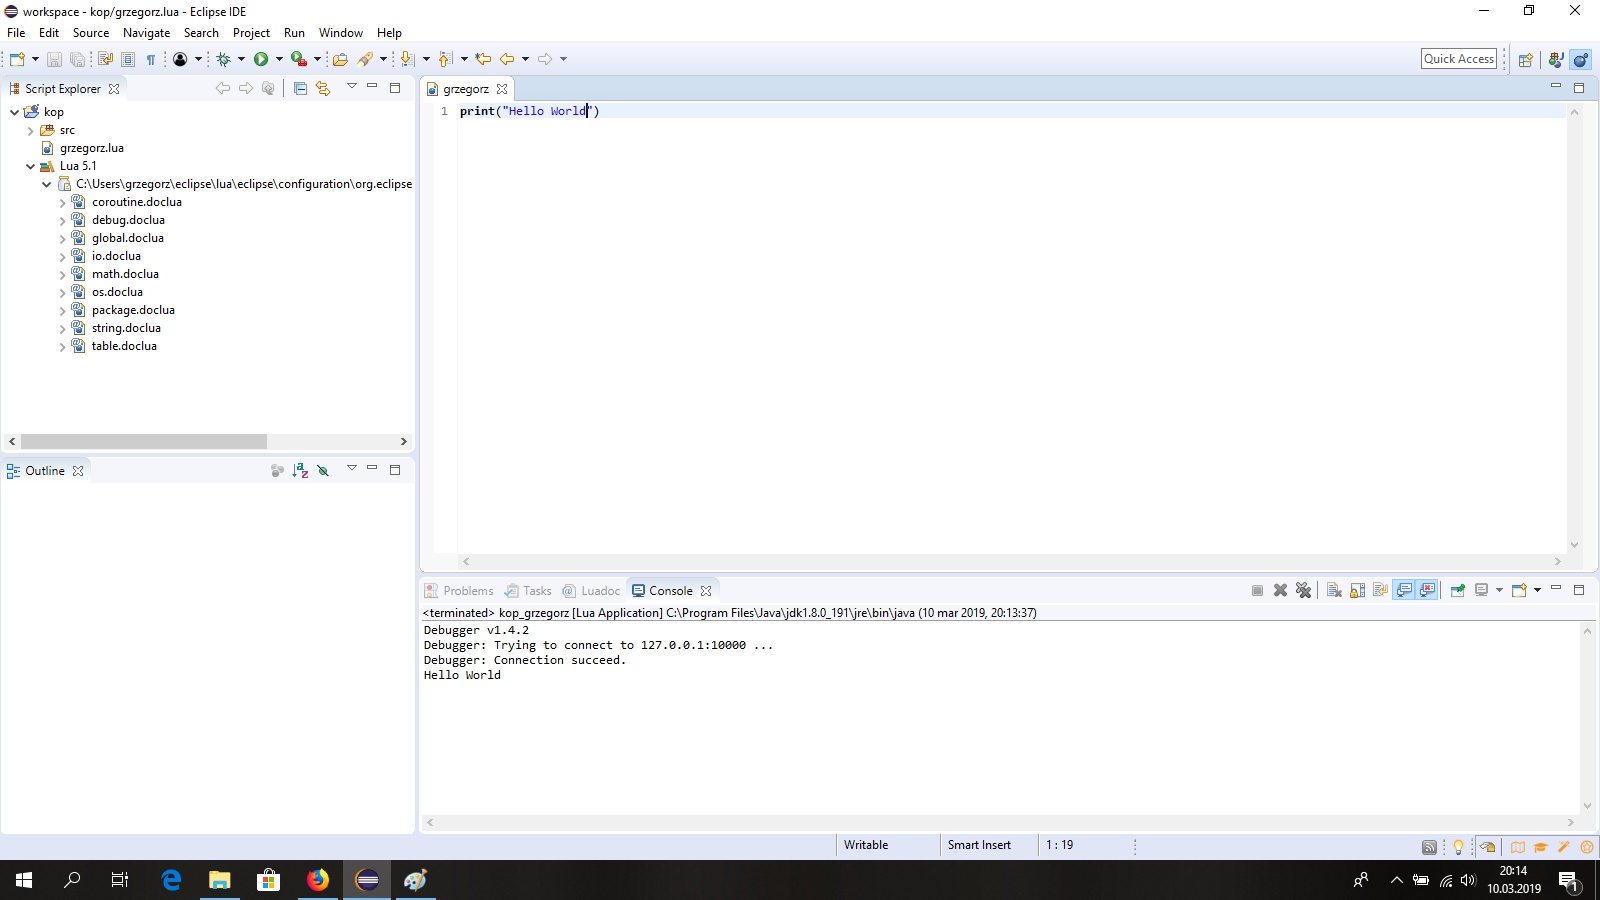 workspace - kop/grzegorz.lua - Eclipse IDE
File Edit Source Navigate Search Project Run Window Help
Quick Access
Script Explorer
kop
src
grzegorz.lua
Lua 5.1
C:\Users\grzegorz\eclipse\lua\eclipse\configuration\org.eclipse
coroutine.doclua
debug.doclua
global.doclua
io.doclua
math.doclua
os.doclua
package.doclua
string.doclua
table.doclua
Outline
grzegorz
1 print("Hello World")
Problems Tasks Luadoc Console
<terminated> kop_grzegorz [Lua Application] C:\Program Files\Java\jdk1.8.0_191\jre\bin\java (10 mar 2019, 20:13:37)
Debugger v1.4.2
Debugger: Trying to connect to 127.0.0.1:10000 ...
Debugger: Connection succeed.
Hello World
Writable Smart Insert 1 : 19
20:14
10.03.2019
1